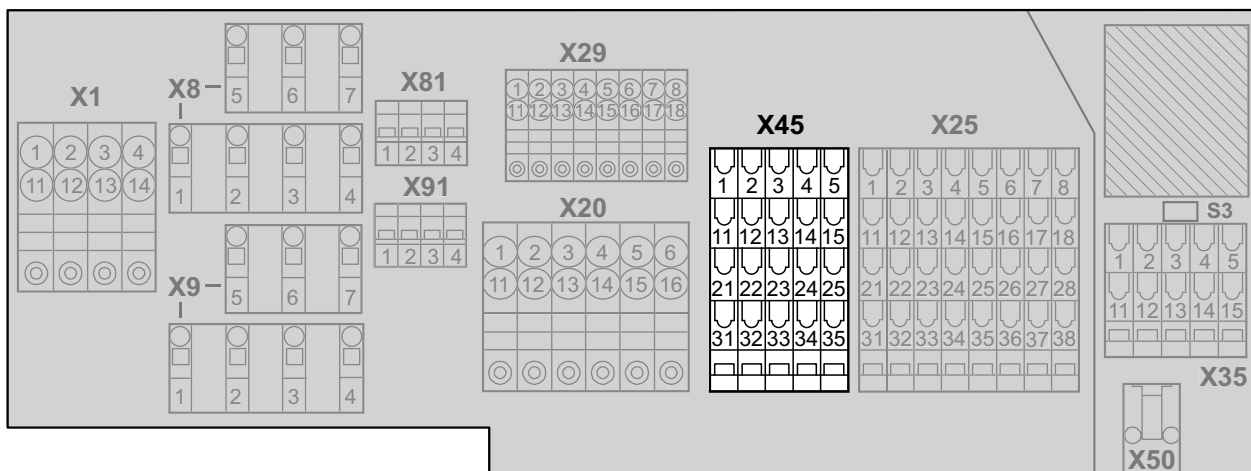 X1
1 2 3 4
11 12 13 14
X8
5 6 7
1 2 3 4
X9
5 6 7
1 2 3 4
X81
1 2 3 4
X91
1 2 3 4
X29
1 2 3 4 5 6 7 8
11 12 13 14 15 16 17 18
X20
1 2 3 4 5 6
11 12 13 14 15 16
X45
1 2 3 4 5
11 12 13 14 15
21 22 23 24 25
31 32 33 34 35
X25
1 2 3 4 5 6 7 8
11 12 13 14 15 16 17 18
21 22 23 24 25 26 27 28
31 32 33 34 35 36 37 38
S3
1 2 3 4 5
11 12 13 14 15
X35
X50